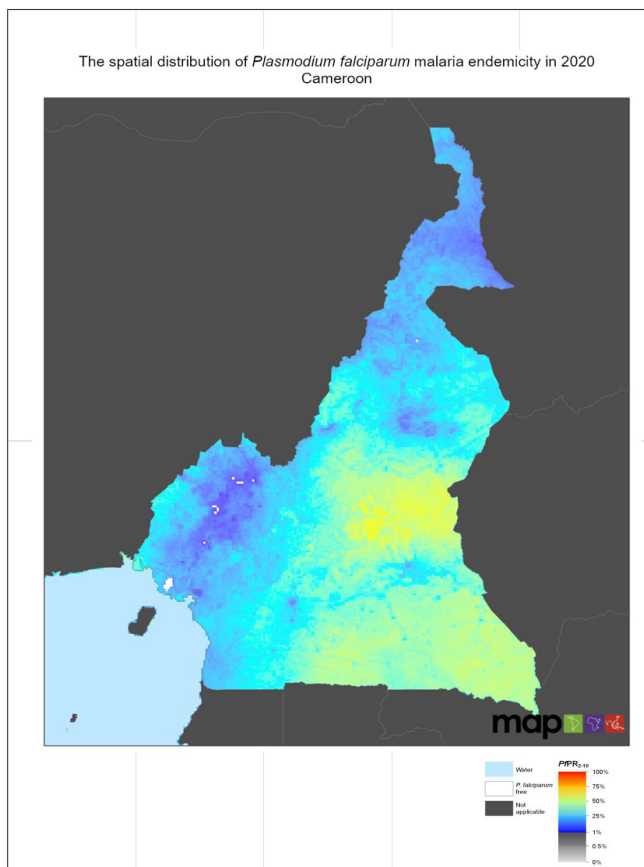 The spatial distribution of Plasmodium falciparum malaria endemicity in 2020
Cameroon
map
Water
P. falciparum
free
Not
applicable
PfPR2-10
100%
75%
50%
25%
1%
0.5%
0%